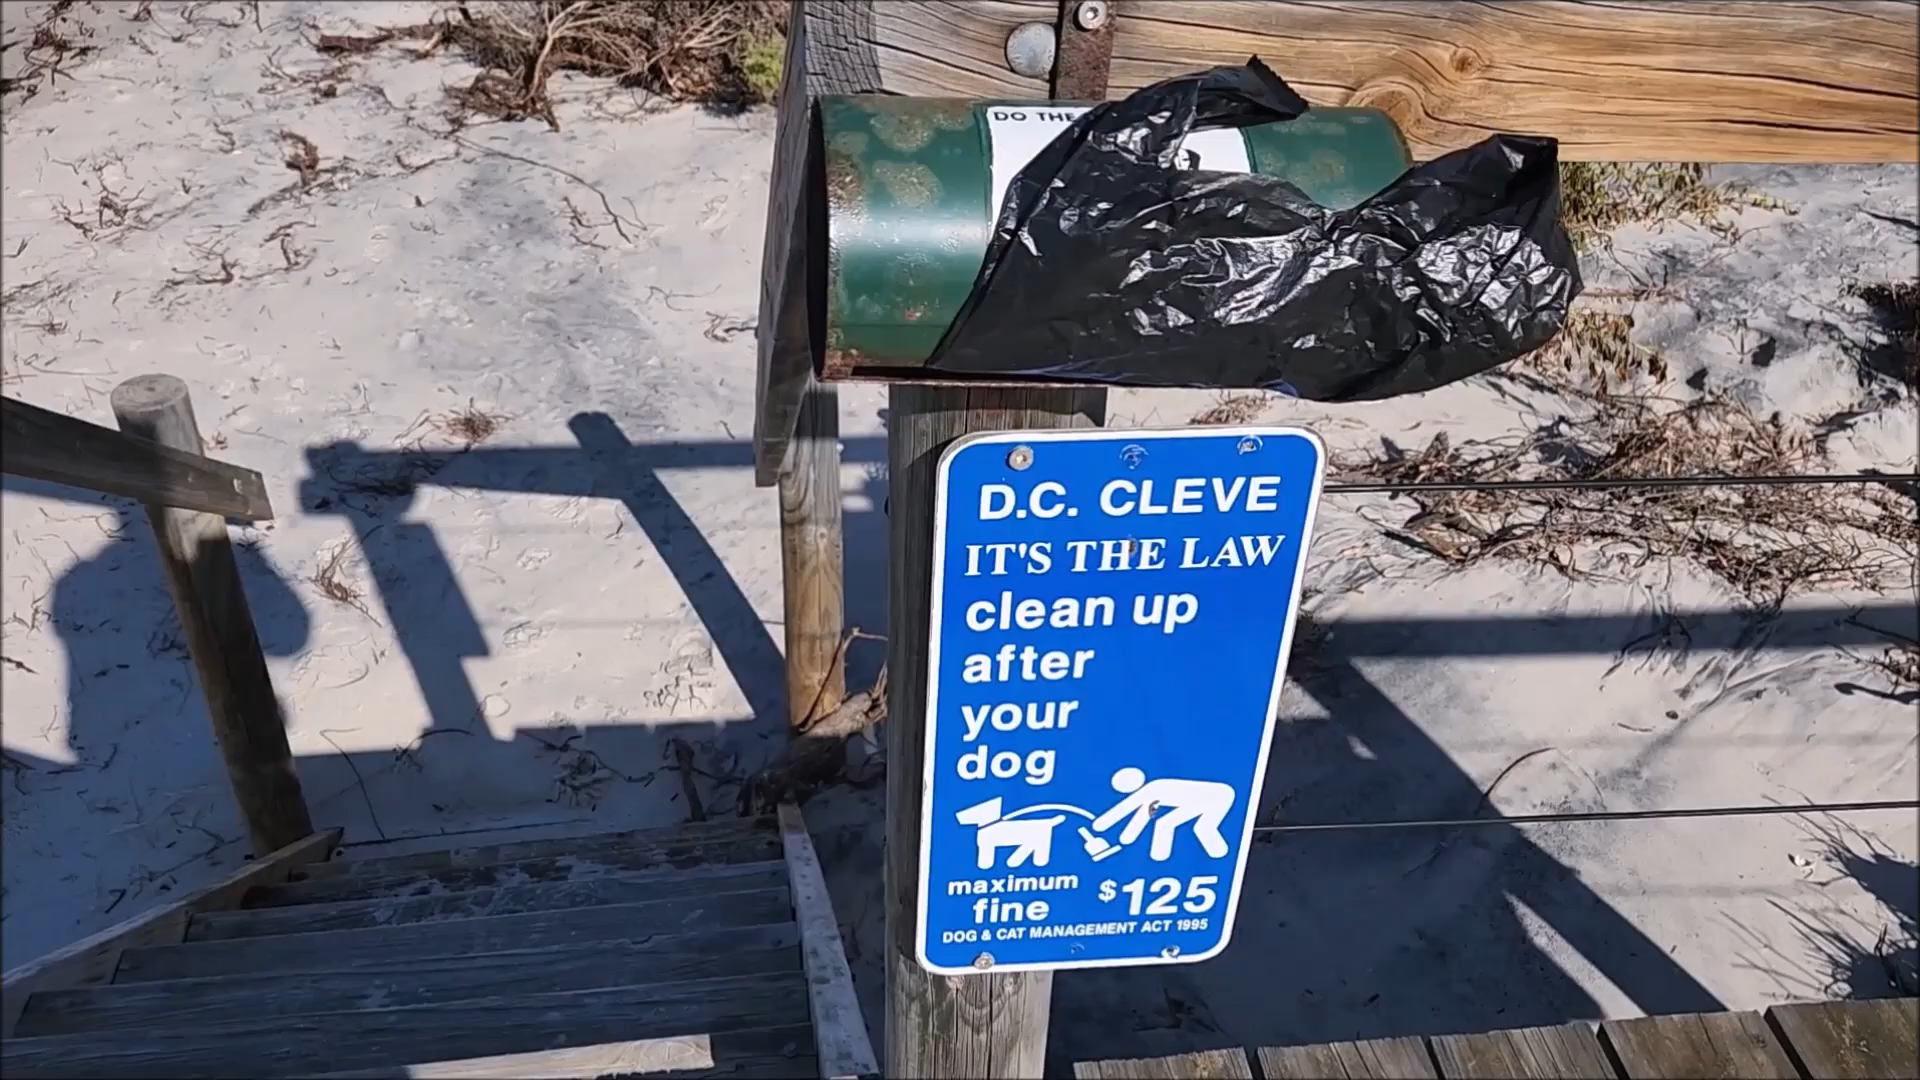 DO THE
D.C. CLEVE
IT'S THE LAW
clean up
after
your
dog
maximum
fine
$125
DOG & CAT MANAGEMENT ACT 1995